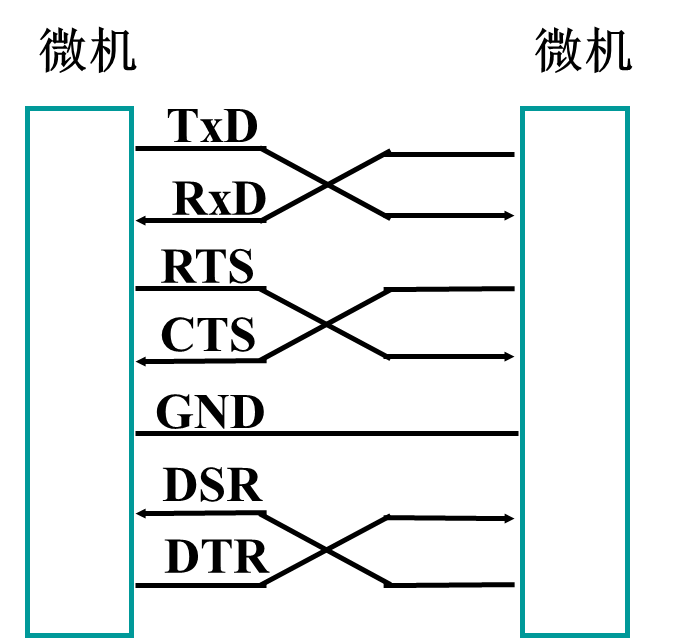 微机
微机
TxD
RxD
RTS
CTS
GND
DSR
DTR